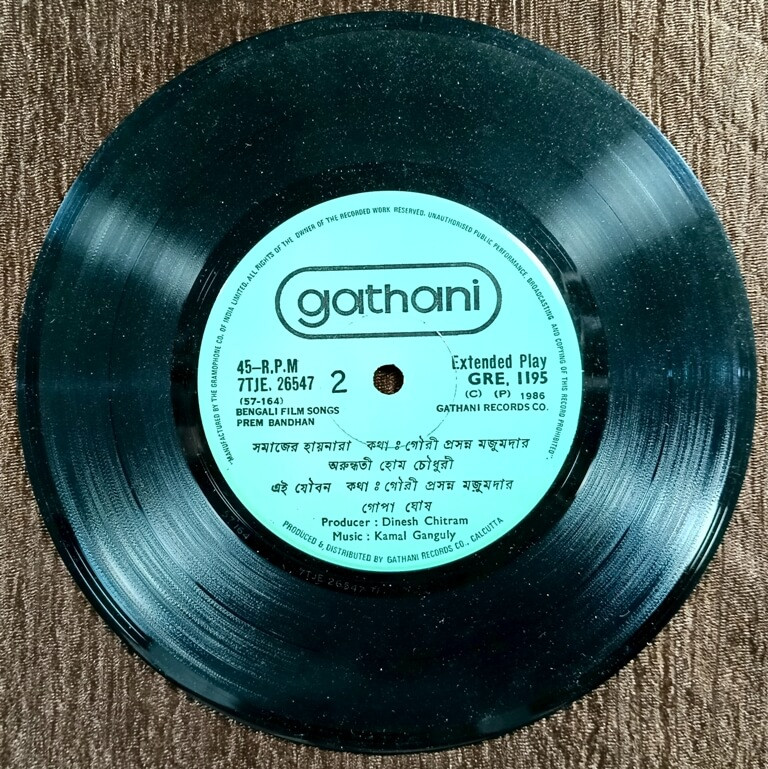 "MANUFACTURED BY THE GRAMOPHONE CO. OF INDIA LIMITED. ALL RIGHTS OF THE OWNER OF THE RECORDED WORK RESERVED. UNAUTHORISED PUBLIC PERFORMANCE, BROADCASTING AND COPYING OF THIS RECORD PROHIBITED"
gathani
45–R.P.M
7TJE. 26547 2
(57-164)
BENGALI FILM SONGS
PREM BANDHAN
Extended Play
GRE, 1195
(C) (P) 1986
GATHANI RECORDS CO.
সমাজের হায়নারা কথা : গৌরী প্রসন্ন মজুমদার
অরুন্ধতী হোম চৌধুরী
এই যৌবন কথা : গৌরী প্রসন্ন মজুমদার
গোপা ঘোষ
Producer : Dinesh Chitram
Music : Kamal Ganguly
PRODUCED & DISTRIBUTED BY GATHANI RECORDS CO., CALCUTTA
7TJE 26547